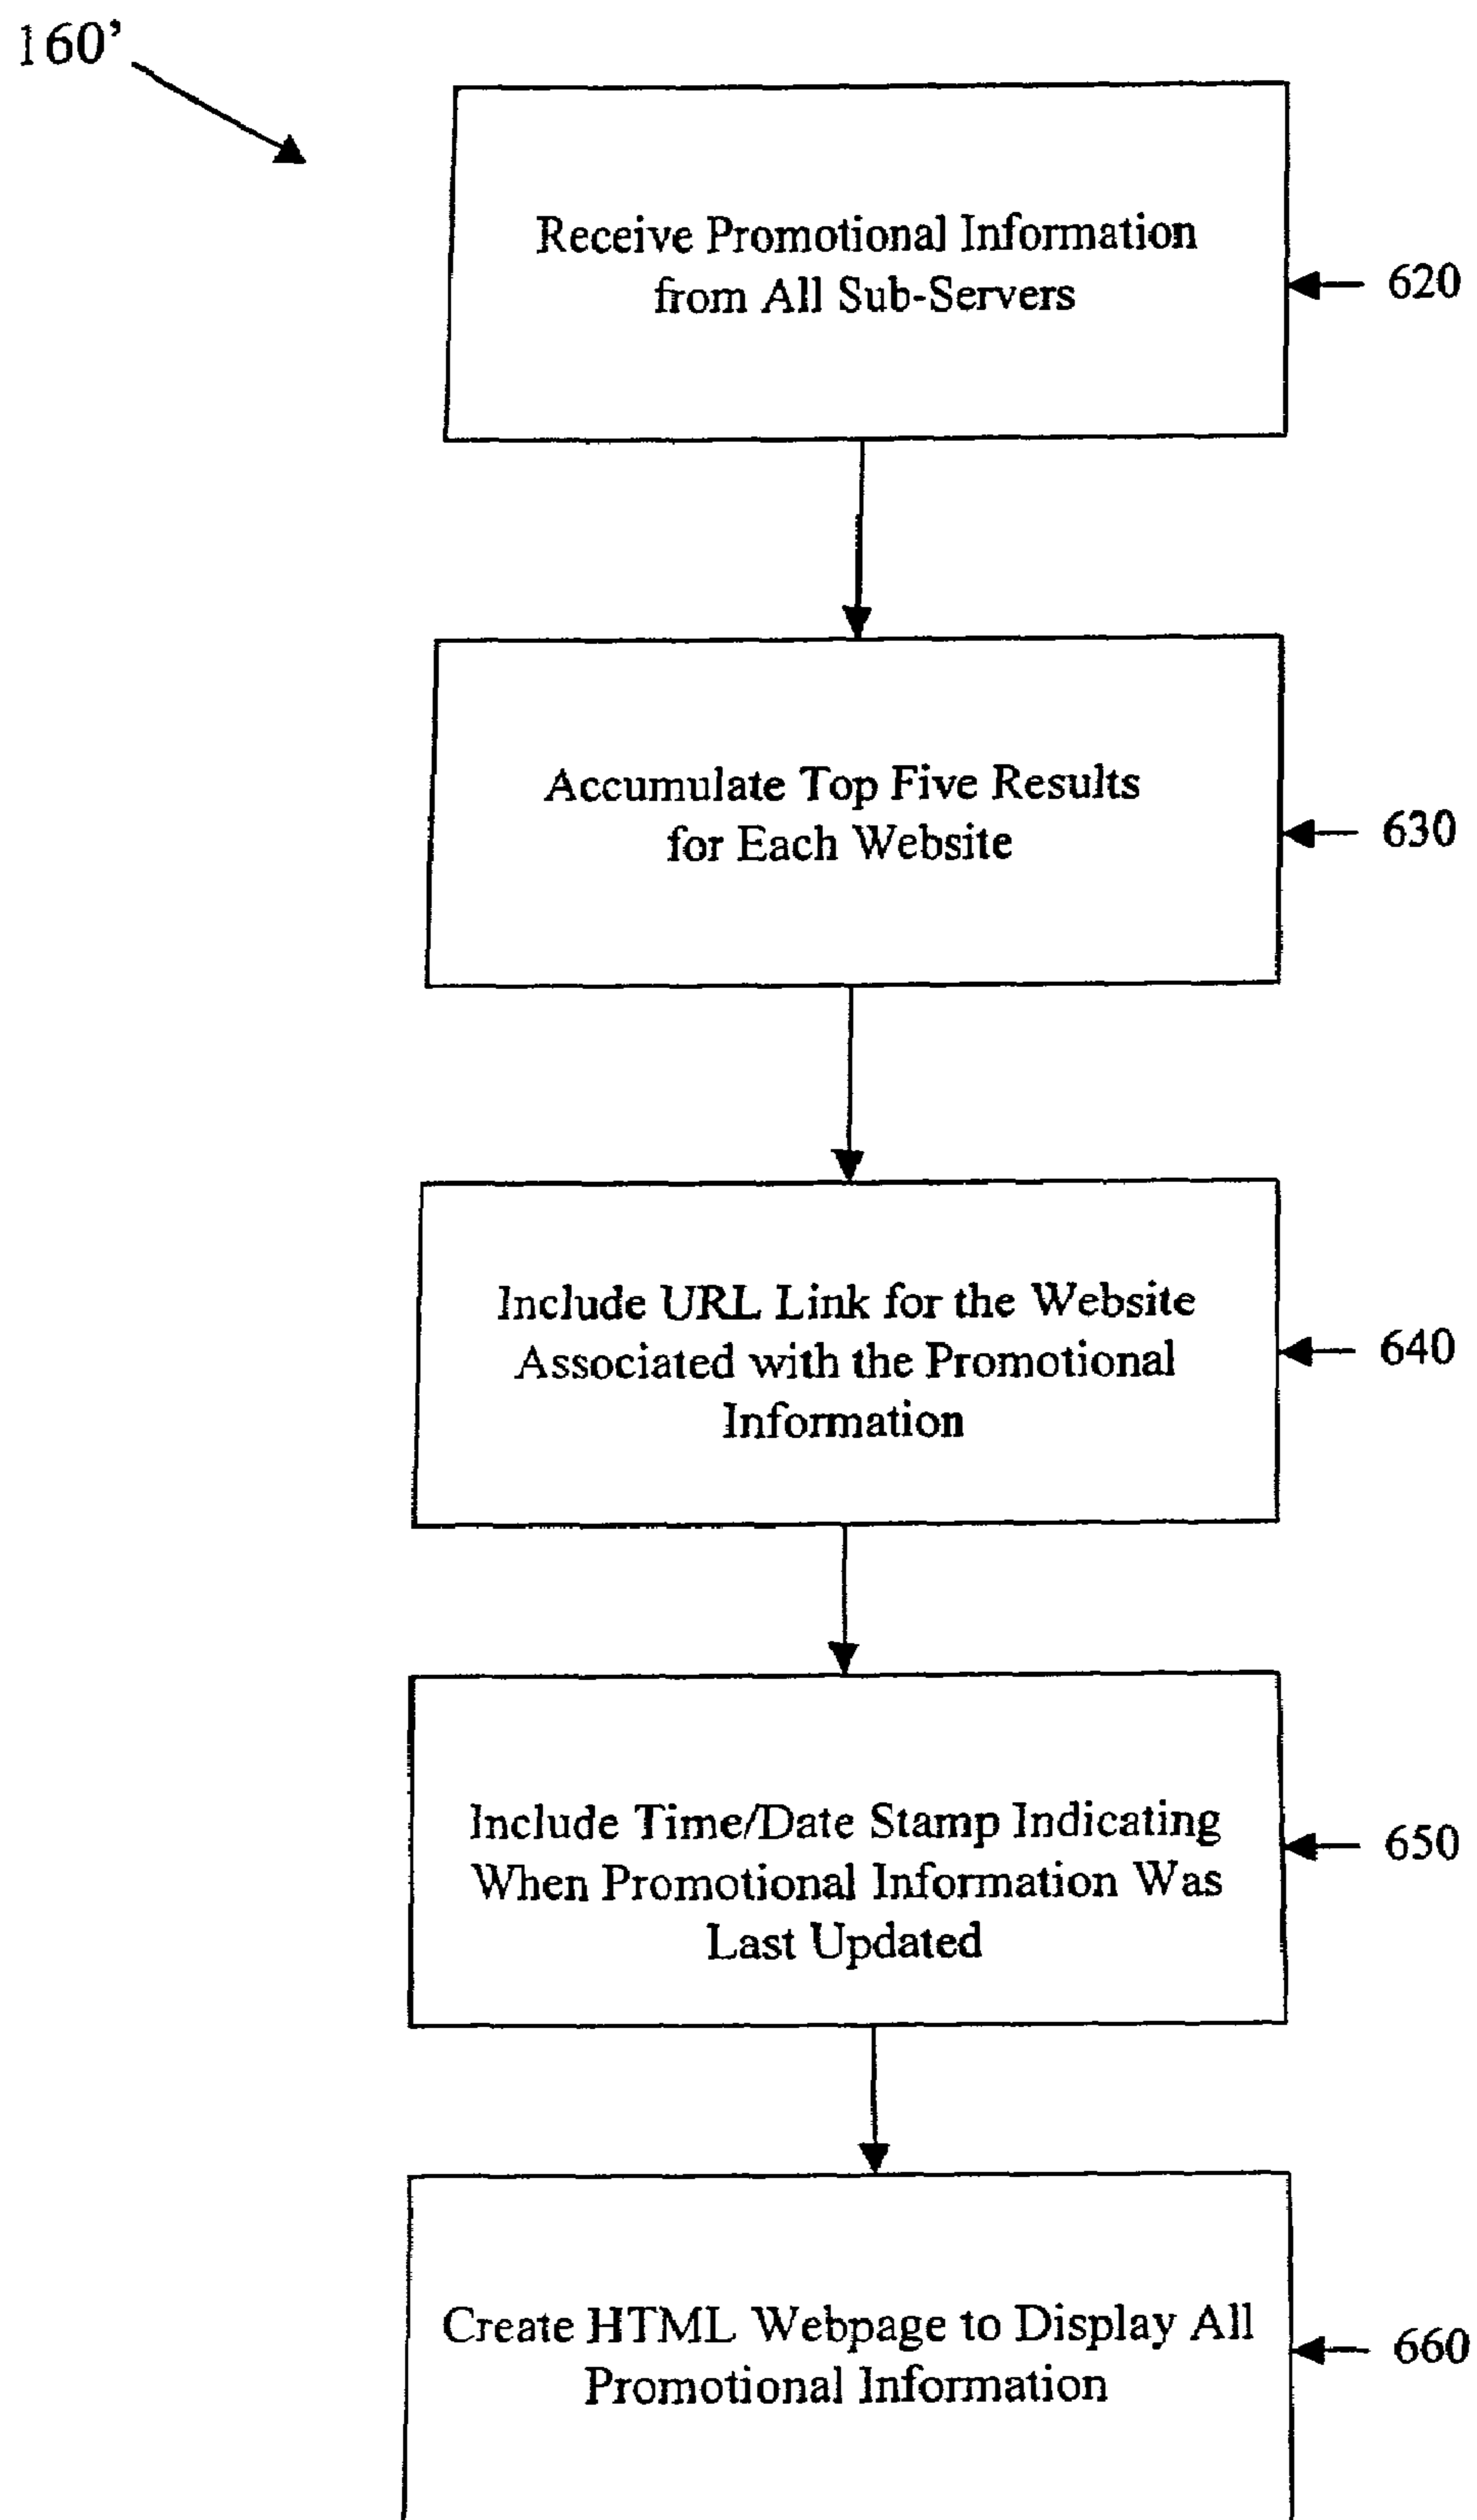 160'
Receive Promotional Information
from All Sub-Servers
620
Accumulate Top Five Results
for Each Website
630
Include URL Link for the Website
Associated with the Promotional
Information
640
Include Time/Date Stamp Indicating
When Promotional Information Was
Last Updated
650
Create HTML Webpage to Display All
Promotional Information
660